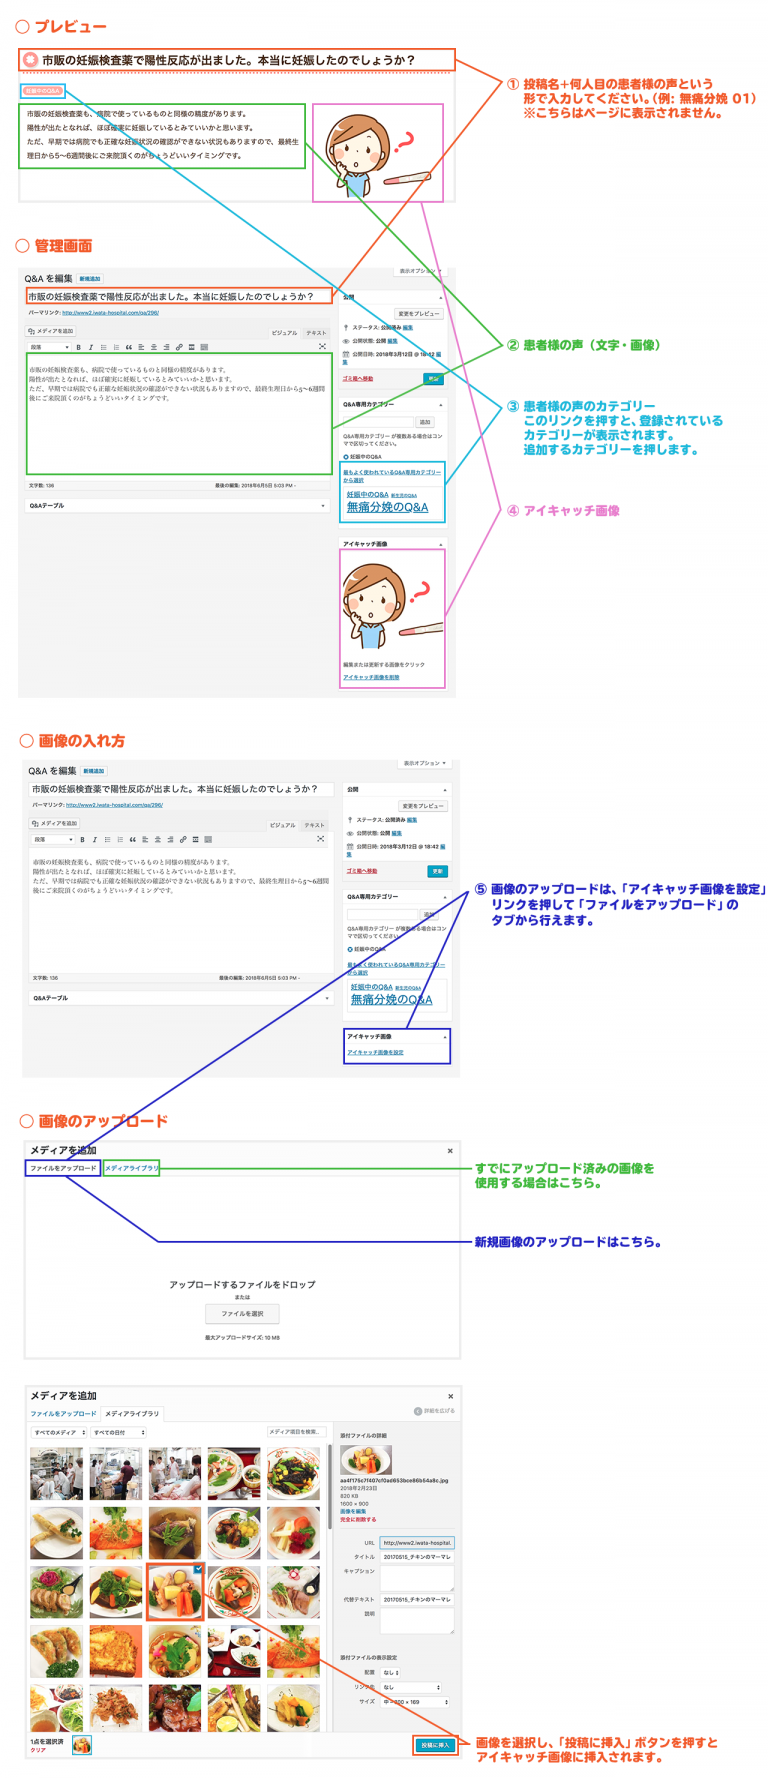 ○ プレビュー
市販の妊娠検査薬で陽性反応が出ました。本当に妊娠したのでしょうか？
妊娠中のQ&A
市販の妊娠検査薬も、病院で使っているものと同様の精度があります。
陽性が出たとなれば、ほぼ確実に妊娠しているとみていいかと思います。
ただ、早期では病院でも正確な妊娠状況の確認ができない状況もありますので、最終生
理日から5〜6週間後にご来院頂くのがちょうどいいタイミングです。
① 投稿名+何人目の患者様の声という
形で入力してください。(例: 無痛分娩 01)
※こちらはページに表示されません。
○ 管理画面
表示オプション
Q&A を編集 新規追加
市販の妊娠検査薬で陽性反応が出ました。本当に妊娠したのでしょうか？
パーマリンク: http://www2.iwata-hospital.com/qa/296/
メディアを追加
ビジュアル テキスト
段落
市販の妊娠検査薬も、病院で使っているものと同様の精度があります。
陽性が出たとなれば、ほぼ確実に妊娠していると思います。
ただ、早期では病院でも正確な妊娠状況の確認ができない状況もありますので、最終生理日から5〜6週間
後にご来院頂くのがちょうどいいタイミングです。
文字数: 136
最後の編集: 2018年6月5日 5:03 PM -
Q&Aテーブル
公開
変更をプレビュー
ステータス: 公開済み 編集
公開状態: 公開 編集
公開日時: 2018年3月12日 @ 18:42 編
集
ゴミ箱へ移動
更新
Q&A専用カテゴリー
追加
Q&A専用カテゴリー が複数ある場合はコン
マで区切ってください。
妊娠中のQ&A
最もよく使われているQ&A専用カテゴリー
から選択
妊娠中のQ&A 新生児のQ&A
無痛分娩のQ&A
アイキャッチ画像
編集または更新する画像をクリック
アイキャッチ画像を削除
② 患者様の声（文字・画像）
③ 患者様の声のカテゴリー
このリンクを押すと、登録されている
カテゴリーが表示されます。
追加するカテゴリーを押します。
④ アイキャッチ画像
○ 画像の入れ方
表示オプション
Q&A を編集 新規追加
市販の妊娠検査薬で陽性反応が出ました。本当に妊娠したのでしょうか？
パーマリンク: http://www2.iwata-hospital.com/qa/296/
メディアを追加
ビジュアル テキスト
段落
市販の妊娠検査薬も、病院で使っているものと同様の精度があります。
陽性が出たとなれば、ほぼ確実に妊娠していると思います。
ただ、早期では病院でも正確な妊娠状況の確認ができない状況もありますので、最終生理日から5〜6週間
後にご来院頂くのがちょうどいいタイミングです。
文字数: 136
最後の編集: 2018年6月5日 5:03 PM -
Q&Aテーブル
公開
変更をプレビュー
ステータス: 公開済み 編集
公開状態: 公開 編集
公開日時: 2018年3月12日 @ 18:42 編
集
ゴミ箱へ移動
更新
Q&A専用カテゴリー
追加
Q&A専用カテゴリー が複数ある場合はコン
マで区切ってください。
妊娠中のQ&A
最もよく使われているQ&A専用カテゴリー
から選択
妊娠中のQ&A 新生児のQ&A
無痛分娩のQ&A
アイキャッチ画像
アイキャッチ画像を設定
⑤ 画像のアップロードは、「アイキャッチ画像を設定」
リンクを押して「ファイルをアップロード」の
タブから行えます。
○ 画像のアップロード
メディアを追加
ファイルをアップロード メディアライブラリ
すでにアップロード済みの画像を
使用する場合はこちら。
新規画像のアップロードはこちら。
アップロードするファイルをドロップ
または
ファイルを選択
最大アップロードサイズ: 10 MB
メディアを追加
ファイルをアップロード メディアライブラリ
詳細を広げる
すべてのメディア すべての日付
メディア項目を検索...
添付ファイルの詳細
aa4f175c7f407cf0ad653bce86b54a8c.jpg
2018年2月23日
820 KB
1600 × 900
画像を編集
完全に削除する
URL http://www2.iwata-hospital.
タイトル 20170515_チキンのマーマレ
キャプション
代替テキスト 20170515_チキンのマーマレ
説明
添付ファイルの表示設定
配置 なし
リンク先 なし
サイズ 中 - 300 × 169
1点を選択済
クリア
投稿に挿入
画像を選択し、「投稿に挿入」ボタンを押すと
アイキャッチ画像に挿入されます。